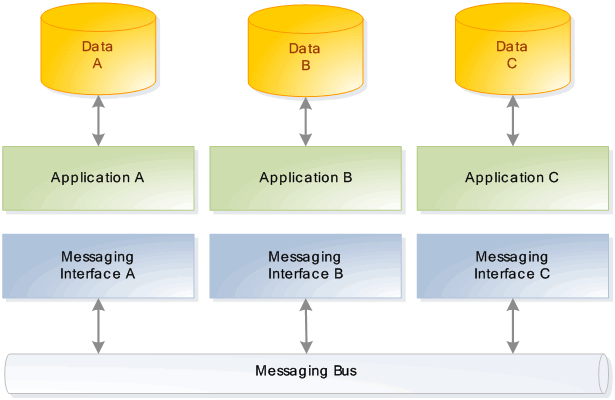 Data
A
Data
B
Data
C
Application A
Application B
Application C
Messaging
Interface A
Messaging
Interface B
Messaging
Interface C
Messaging Bus